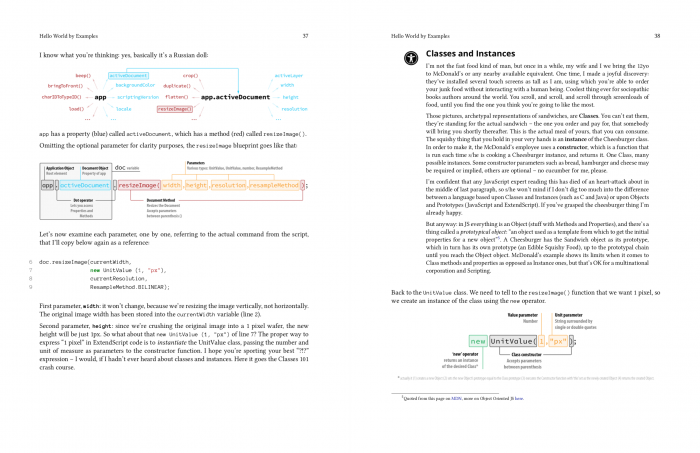 Hello World by Examples
37
I know what you're thinking: yes, basically it's a Russian doll:
beep()
activeDocument
crop()
activeLayer
bringToFront()
backgroundColor
duplicate()
width
charIDToTypeID()
app
scriptingVersion
flatten()
app.activeDocument
height
load()
locale
resizeImage()
resolution
...
...
...
...
app has a property (blue) called activeDocument, which has a method (red) called resizeImage().
Omitting the optional parameter for clarity purposes, the resizeImage blueprint goes like that:
Application Object
Root element
Document Object
Property of app
doc variable
Parameters
app.activeDocument.resizeImage(width,height,resolution,resampleMethod);
Dot operator
Lets you access
Properties and
Methods
Document Method
Resizes the Document
Accepts parameters
between parenthesis ()
Let's now examine each parameter, one by one, referring to the actual command from the script,
that I'll copy below again as a reference:
6 doc.resizeImage(currentWidth,
7 new UnitValue (1, "px"),
8 currentResolution,
9 ResampleMethod.BILINEAR);
First parameter, width: it won't change, because we're resizing the image vertically, not horizontally.
The original width has been stored into the currentWidth variable (line 2).
Second parameter, height: since we're crushing the original image into a 1 pixel wafer, the new
height will be just 1px. So what about that new UnitValue (1, "px") of line 7? The proper way to
express "1 pixel" in ExtendScript code is to instantiate the UnitValue class, passing the number and
unit of measure as parameters to the constructor function. I hope you're sporting your best "?!?"
expression – I would, if I hadn't ever heard about classes and instances. Here it goes the Classes 101
crash course.
Hello World by Examples
38
Classes and Instances
I'm not the fast food kind of man, but once in a while, my wife and I we bring the 12yo
to McDonald's or any nearby available equivalent. One time, I made a joyful discovery:
they've installed several touch screens as tall as I am, using which you're able to order
your junk food without interacting with a human being. Coolest thing ever for sociopathic
books authors around the world. You scroll, and scroll, and scroll through screenloads of
food, until you find the one you think you're going to like the most.
Those pictures, archetypal representations of sandwiches, are Classes. You can't eat them,
they're standing for the actual sandwich – the one you order and pay for, that somebody
will bring you shortly thereafter. This is the actual meal of yours, that you can consume.
The squishy thing that you hold in your very hands is an instance of the Cheeseburger class.
In order to make it, the McDonald's employee uses a constructor, which is a function that
is run each time s/he is cooking a Cheeseburger instance, and returns it. One Class, many
possible instances. Some constructor parameters such as bread, hamburger and cheese may
be required or implied, others are optional – no cucumber for me, please.
I'm confident that any JavaScript expert reading this has died of an heart-attack about in
the middle of last paragraph, so s/he won't mind if I don't dig too much into the difference
between a language based upon Classes and Instances (such as C and Java) or upon Objects
and Prototypes (JavaScript and ExtendScript). If you've grasped the cheeseburger thing I'm
already happy.
But anyway: in JS everything is an Object (stuff with Methods and Properties), and there's a
thing called a prototypical object: "an object used as a template from which to get the initial
properties for a new object"¹. A Cheeseburger has the Sandwich object as its prototype,
which in turn has its own prototype (an Edible Squishy Food), up to the prototypal chain
until you reach the Object object. McDonald's example shows its limits when it comes to
Class methods and properties as opposed as Instance ones, but that's OK for a multinational
corporation and Scripting.
Back to the UnitValue class. We need to tell to the resizeImage() function that we want 1 pixel, so
we create an instance of the class using the new operator.
Value parameter
Number
Unit parameter
String surrounded by
single or double quotes
new UnitValue(1,"px");
'new' operator
returns an instance
of the desired Class*
Class constructor
Accepts parameters
between parenthesis
¹Quoted from this page on MDN, more on Object Oriented JS here.